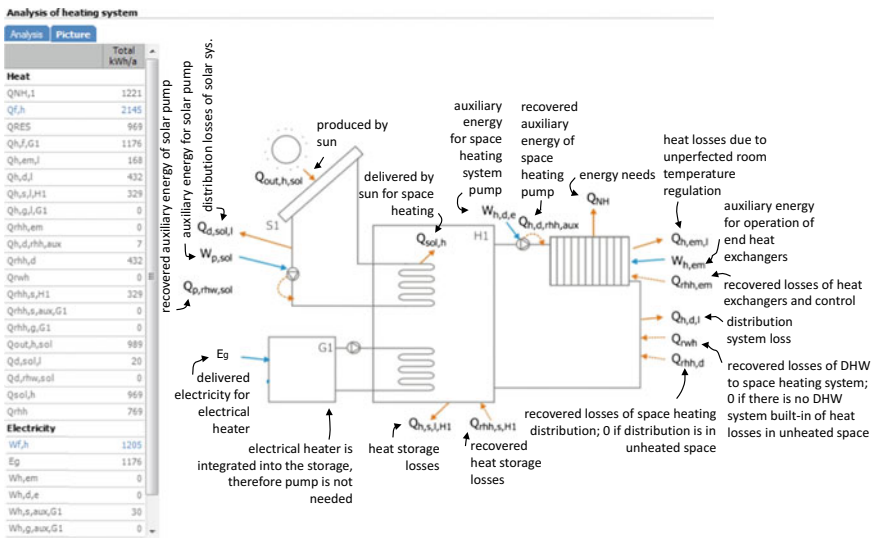 Analysis of heating system
Analysis Picture
Total
kWh/a
Heat
QNH,1 1221
Qf,h 2145
QRES 969
Qh,f,G1 1176
Qh,em,l 168
Qh,d,l 432
Qh,s,l,H1 329
Qh,g,l,G1 0
Qrhh,em 0
Qh,d,rhh,aux 7
Qrhh,d 432
Qrwh 0
Qrhh,s,H1 329
Qrhh,s,aux,G1 0
Qrhh,g,G1 0
Qout,h,sol 989
Qd,sol,l 20
Qd,rhw,sol 0
Qsol,h 969
Qrhh 769
Electricity
Wf,h 1205
Eg 1176
Wh,em 0
Wh,d,e 0
Wh,s,aux,G1 30
Wh,g,aux,G1 0
recovered auxiliary energy of solar pump
auxiliary energy for solar pump
distribution losses of solar sys.
produced by
sun
Qout,h,sol
S1
Qd,sol,l
Wp,sol
Qp,rhw,sol
delivered by
sun for space
heating
Qsol,h
H1
auxiliary
energy
for space
heating
system
pump
Wh,d,e
recovered
auxiliary
energy of
space
heating
pump
Qh,d,rhh,aux
energy needs
QNH
heat losses due to
unperfected room
temperature
regulation
Qh,em,l
auxiliary energy
for operation of
end heat
exchangers
Wh,em
Qrhh,em
recovered losses of heat
exchangers and control
Qh,d,l
distribution
system loss
Qrwh
Qrhh,d
recovered losses of DHW
to space heating system;
0 if there is no DHW
system built-in of heat
losses in unheated space
recovered losses of space heating
distribution; 0 if distribution is in
unheated space
Eg
G1
delivered
electricity for
electrical
heater
electrical heater is
integrated into the storage,
therefore pump is not
needed
Qh,s,l,H1
heat storage
losses
Qrhh,s,H1
recovered
heat storage
losses